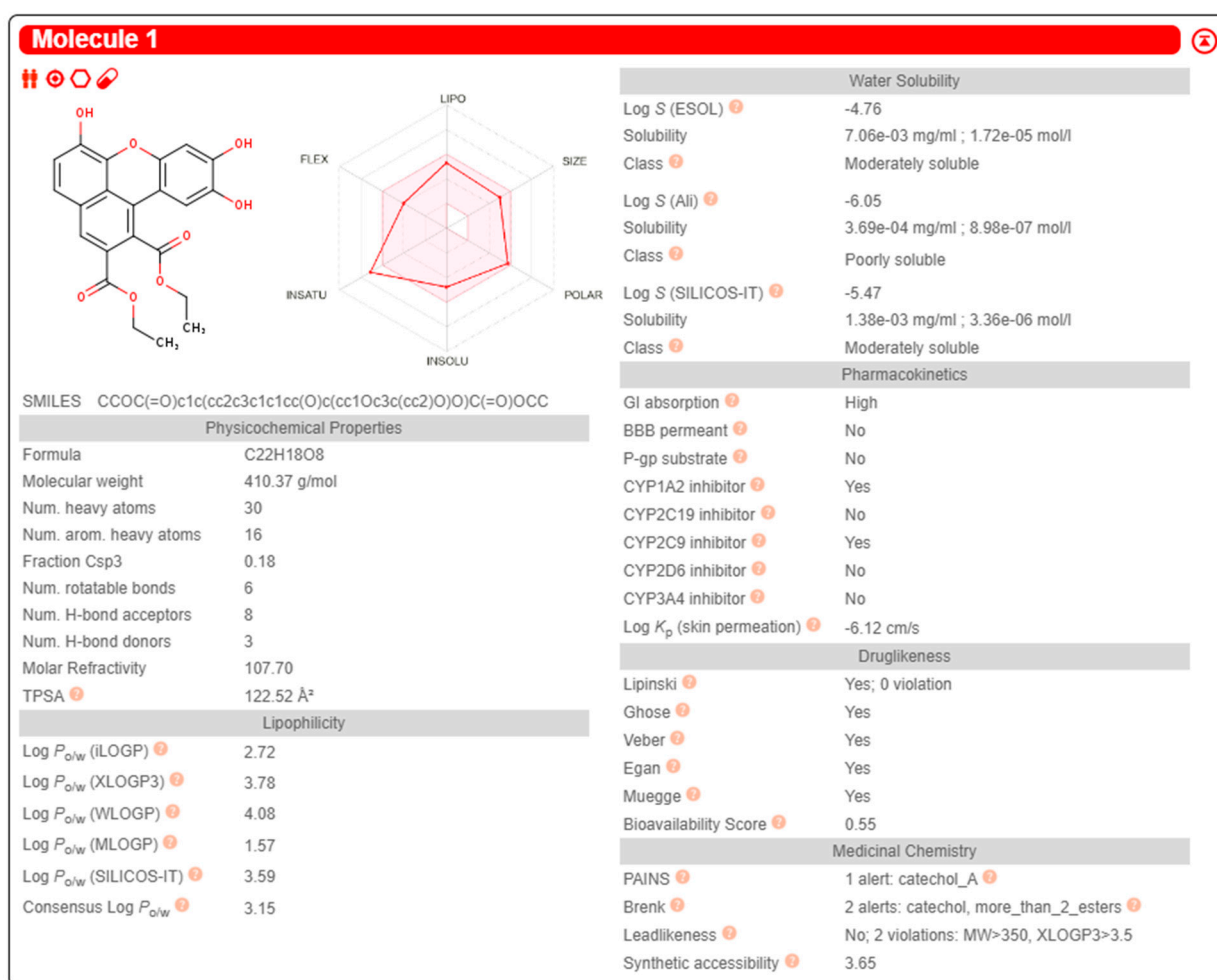 Molecule 1
LIPO
FLEX
SIZE
INSATU
POLAR
INSOLU
OH
O
OH
OH
O
O
O
O
CH₃
CH₃
SMILES CCOC(=O)c1c(cc2c3c1c1cc(O)c(cc1Oc3c(cc2)O)O)C(=O)OCC
Physicochemical Properties
Formula C22H18O8
Molecular weight 410.37 g/mol
Num. heavy atoms 30
Num. arom. heavy atoms 16
Fraction Csp3 0.18
Num. rotatable bonds 6
Num. H-bond acceptors 8
Num. H-bond donors 3
Molar Refractivity 107.70
TPSA ? 122.52 Å²
Lipophilicity
Log Po/w (iLOGP) ? 2.72
Log Po/w (XLOGP3) ? 3.78
Log Po/w (WLOGP) ? 4.08
Log Po/w (MLOGP) ? 1.57
Log Po/w (SILICOS-IT) ? 3.59
Consensus Log Po/w ? 3.15
Water Solubility
Log S (ESOL) ? -4.76
Solubility 7.06e-03 mg/ml ; 1.72e-05 mol/l
Class ? Moderately soluble
Log S (Ali) ? -6.05
Solubility 3.69e-04 mg/ml ; 8.98e-07 mol/l
Class ? Poorly soluble
Log S (SILICOS-IT) ? -5.47
Solubility 1.38e-03 mg/ml ; 3.36e-06 mol/l
Class ? Moderately soluble
Pharmacokinetics
GI absorption ? High
BBB permeant ? No
P-gp substrate ? No
CYP1A2 inhibitor ? Yes
CYP2C19 inhibitor ? No
CYP2C9 inhibitor ? Yes
CYP2D6 inhibitor ? No
CYP3A4 inhibitor ? No
Log Kp (skin permeation) ? -6.12 cm/s
Druglikeness
Lipinski ? Yes; 0 violation
Ghose ? Yes
Veber ? Yes
Egan ? Yes
Muegge ? Yes
Bioavailability Score ? 0.55
Medicinal Chemistry
PAINS ? 1 alert: catechol_A ?
Brenk ? 2 alerts: catechol, more_than_2_esters ?
Leadlikeness ? No; 2 violations: MW>350, XLOGP3>3.5
Synthetic accessibility ? 3.65